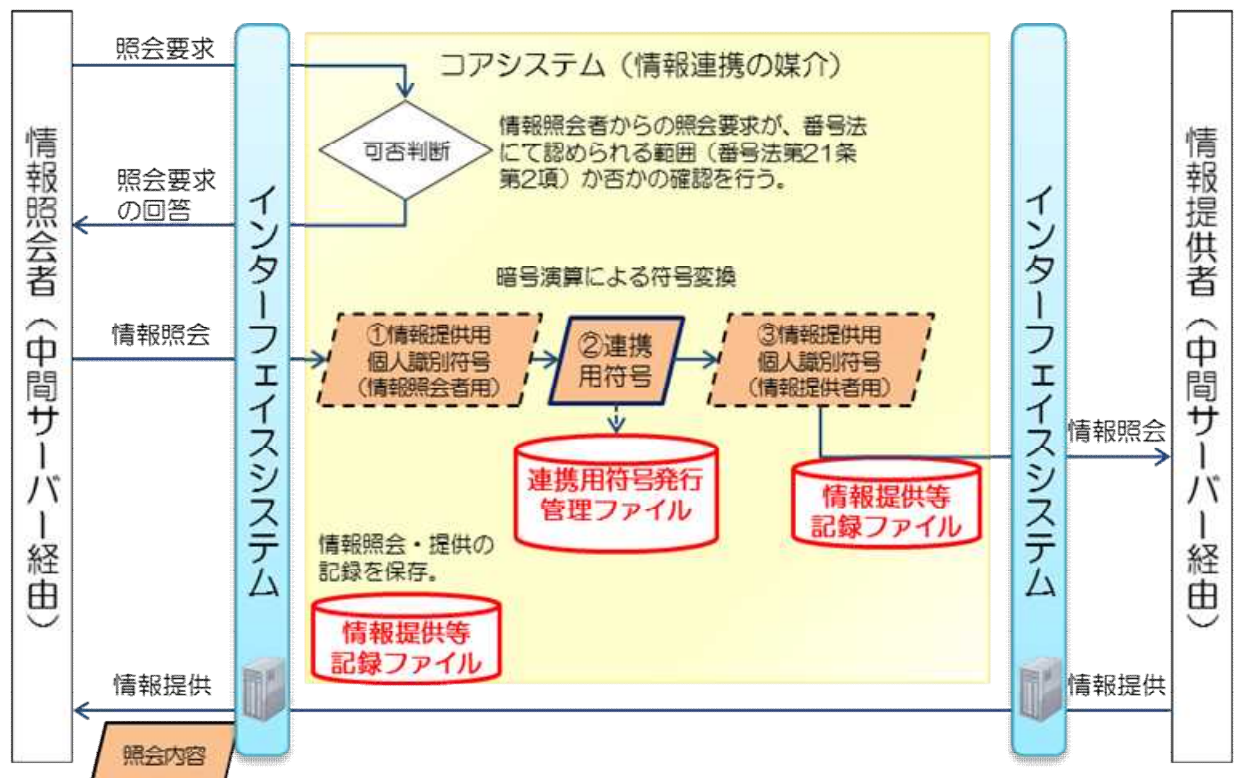 照会要求
コアシステム（情報連携の媒介）
可否判断
情報照会者からの照会要求が、番号法
にて認められる範囲（番号法第21条
第2項）か否かの確認を行う。
照会要求
の回答
情報照会者（中間サーバー経由）
インターフェイスシステム
インターフェイスシステム
情報提供者（中間サーバー経由）
暗号演算による符号変換
情報照会
①情報提供用
個人識別符号
（情報照会者用）
②連携
用符号
③情報提供用
個人識別符号
（情報提供者用）
情報照会
連携用符号発行
管理ファイル
情報提供等
記録ファイル
情報照会・提供の
記録を保存。
情報提供等
記録ファイル
情報提供
情報提供
照会内容